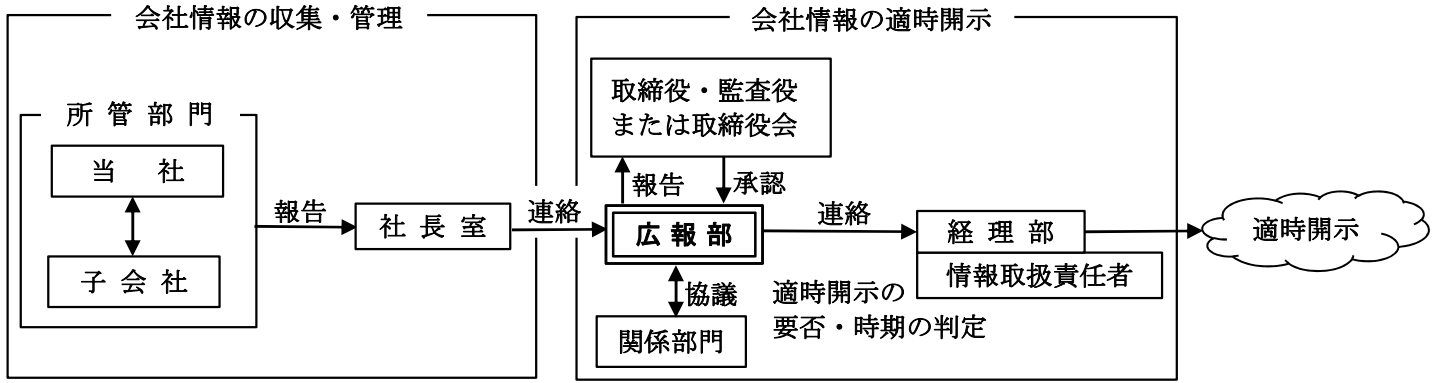 会社情報の収集・管理
所管部門
当　社
子会社
報告
社長室
連絡
会社情報の適時開示
取締役・監査役
または取締役会
報告
承認
広報部
協議
関係部門
適時開示の
要否・時期の判定
連絡
経理部
情報取扱責任者
適時開示